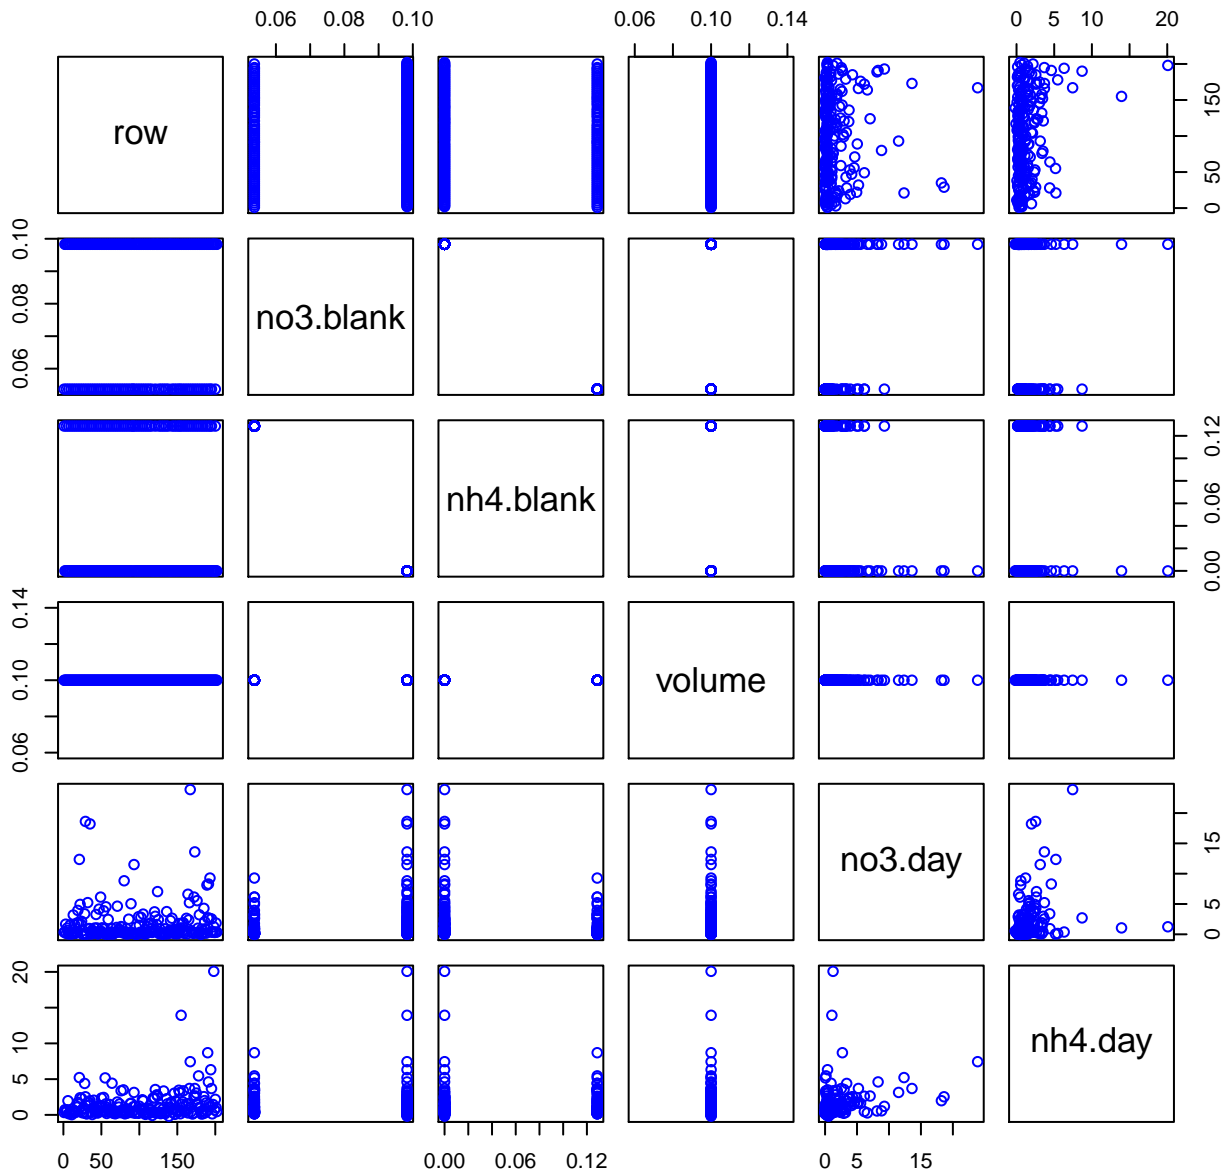 0.06 0.10 0.06 0.10 0.14 0 5 10 20
row 0 50 150
0.06 0.08 0.10 no3.blank
nh4.blank 0.00 0.06 0.12
0.06 0.10 0.14 volume
no3.day 0 5 15
0 5 10 20 nh4.day
0 50 150 0.00 0.06 0.12 0 5 15